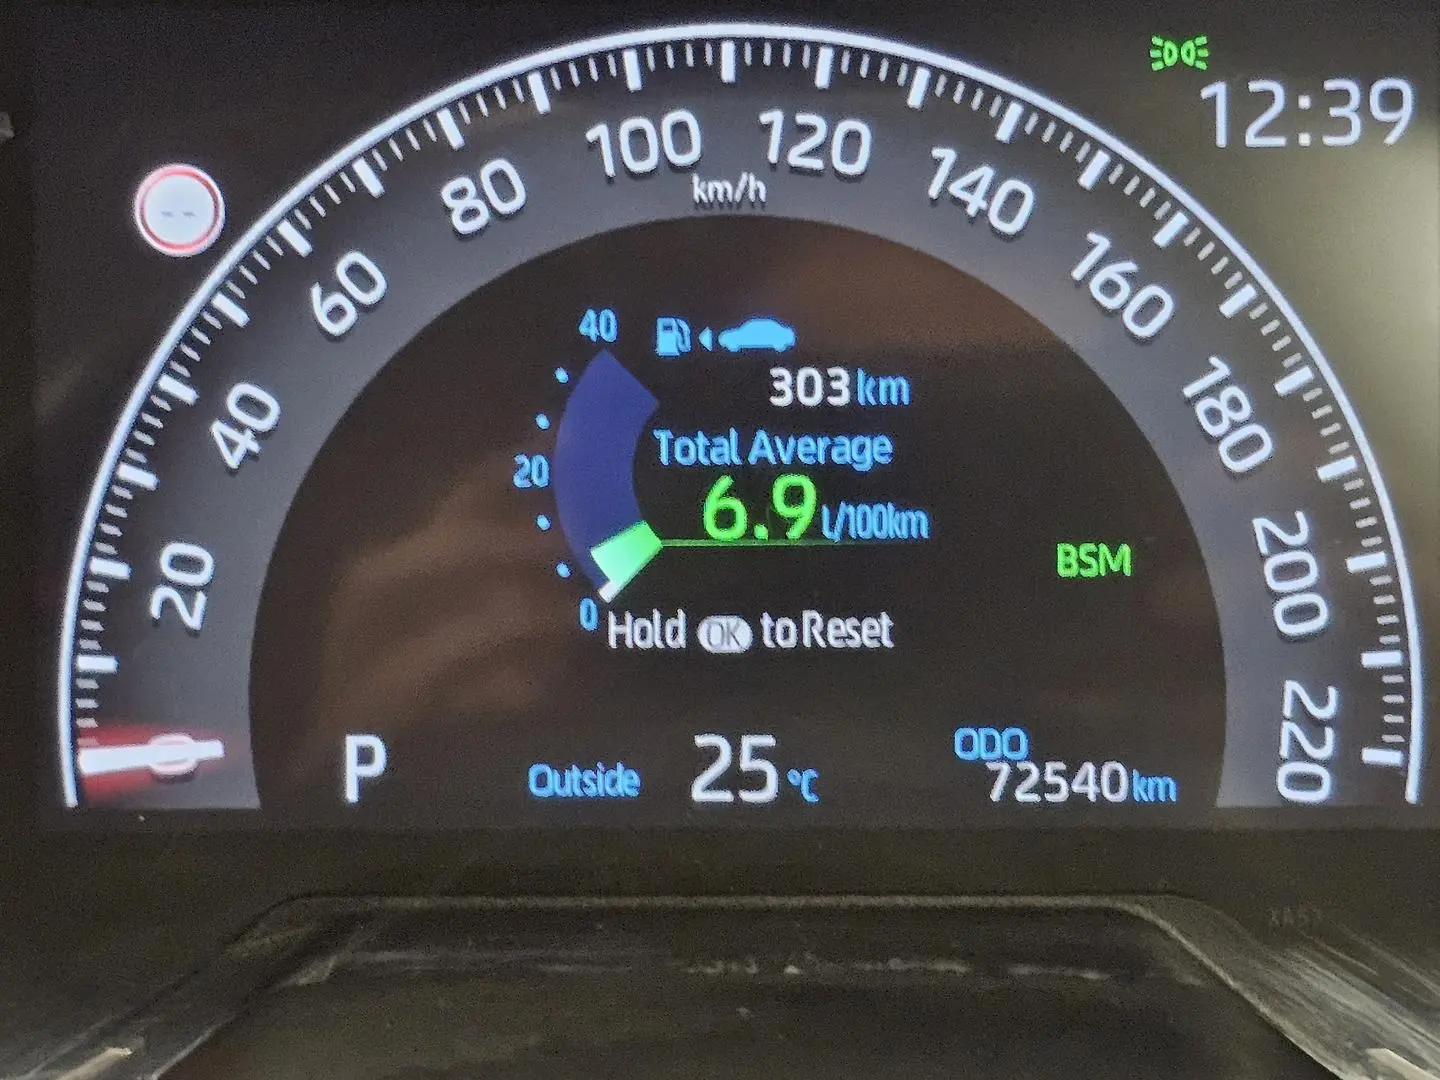 12:39
100 120
km/h
80 140
60 160
40 180
20 200
220
--
40
303 km
Total Average
20
6.9 L/100km
BSM
0
Hold OK to Reset
P
Outside 25 °C
ODO
72540 km